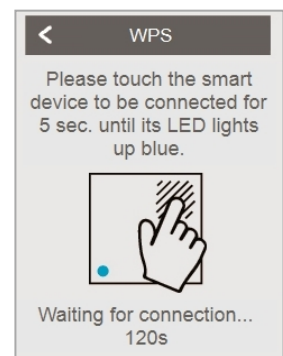 WPS
Please touch the smart
device to be connected for
5 sec. until its LED lights
up blue.
Waiting for connection...
120s